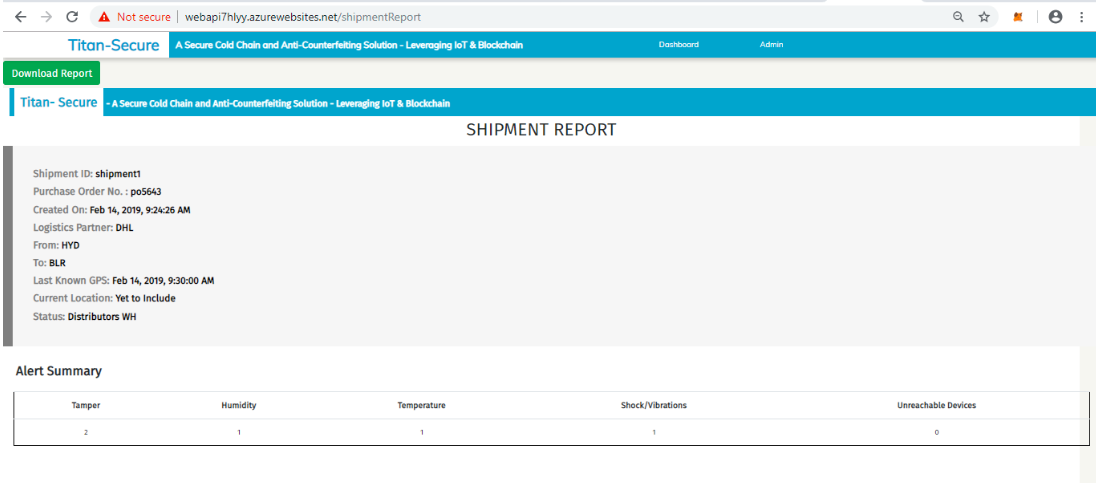 Not secure | webapi7hlyy.azurewebsites.net/shipmentReport
Titan-Secure A Secure Cold Chain and Anti-Counterfeiting Solution - Leveraging IoT & Blockchain Dashboard Admin
Download Report
Titan- Secure - A Secure Cold Chain and Anti-Counterfeiting Solution - Leveraging IoT & Blockchain
SHIPMENT REPORT
Shipment ID: shipment1
Purchase Order No. : po5643
Created On: Feb 14, 2019, 9:24:26 AM
Logistics Partner: DHL
From: HYD
To: BLR
Last Known GPS: Feb 14, 2019, 9:30:00 AM
Current Location: Yet to Include
Status: Distributors WH
Alert Summary
Tamper Humidity Temperature Shock/Vibrations Unreachable Devices
2 1 1 1 0